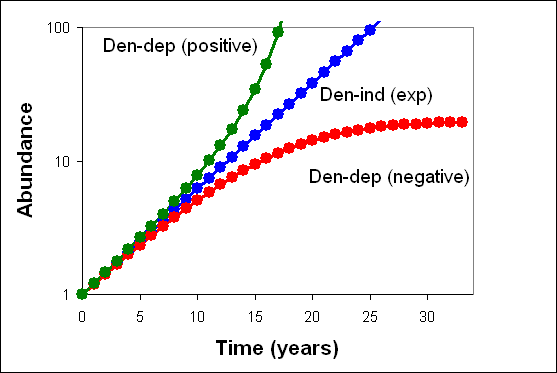 100
Den-dep (positive)
Den-ind (exp)
Abundance
10
Den-dep (negative)
1
0 5 10 15 20 25 30
Time (years)